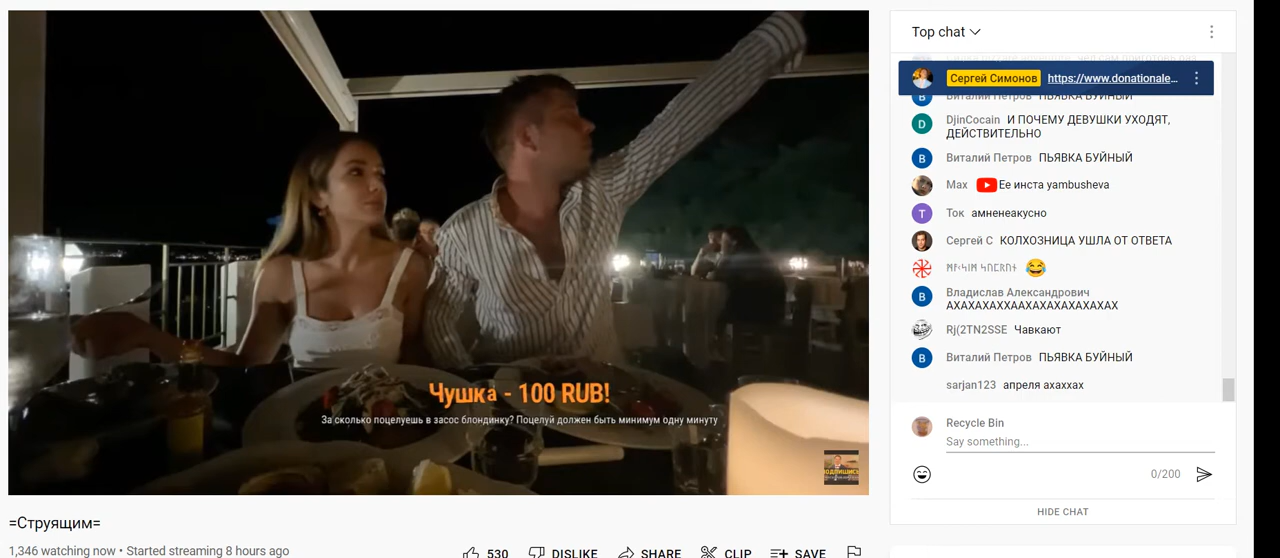 Top chat
Сергей Симонов https://www.donationale...
Виталий Петров ПЬЯВКА БУЙНЫЙ
DjinCocain И ПОЧЕМУ ДЕВУШКИ УХОДЯТ,
ДЕЙСТВИТЕЛЬНО
Виталий Петров ПЬЯВКА БУЙНЫЙ
Max Ее инста yambusheva
Ток амненеакусно
Сергей С КОЛХОЗНИЦА УШЛА ОТ ОТВЕТА
Владислав Александрович
АХАХАХАХХААХАХАХАХАХАХАХ
Rj(2TN2SSE Чавкают
Виталий Петров ПЬЯВКА БУЙНЫЙ
sarjan123 апреля ахаххах
Recycle Bin
Say something...
0/200
HIDE CHAT
Чушка - 100 RUB!
За сколько поцелуешь в засос блондинку? Поцелуй должен быть минимум одну минуту
ПОДПИШИСЬ
=Струящим=
1,346 watching now • Started streaming 8 hours ago
530 DISLIKE SHARE CLIP SAVE